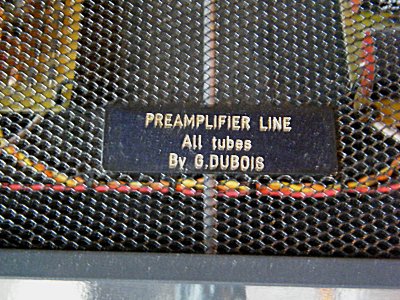 PREAMPLIFIER LINE
All tubes
By G.DUBOIS